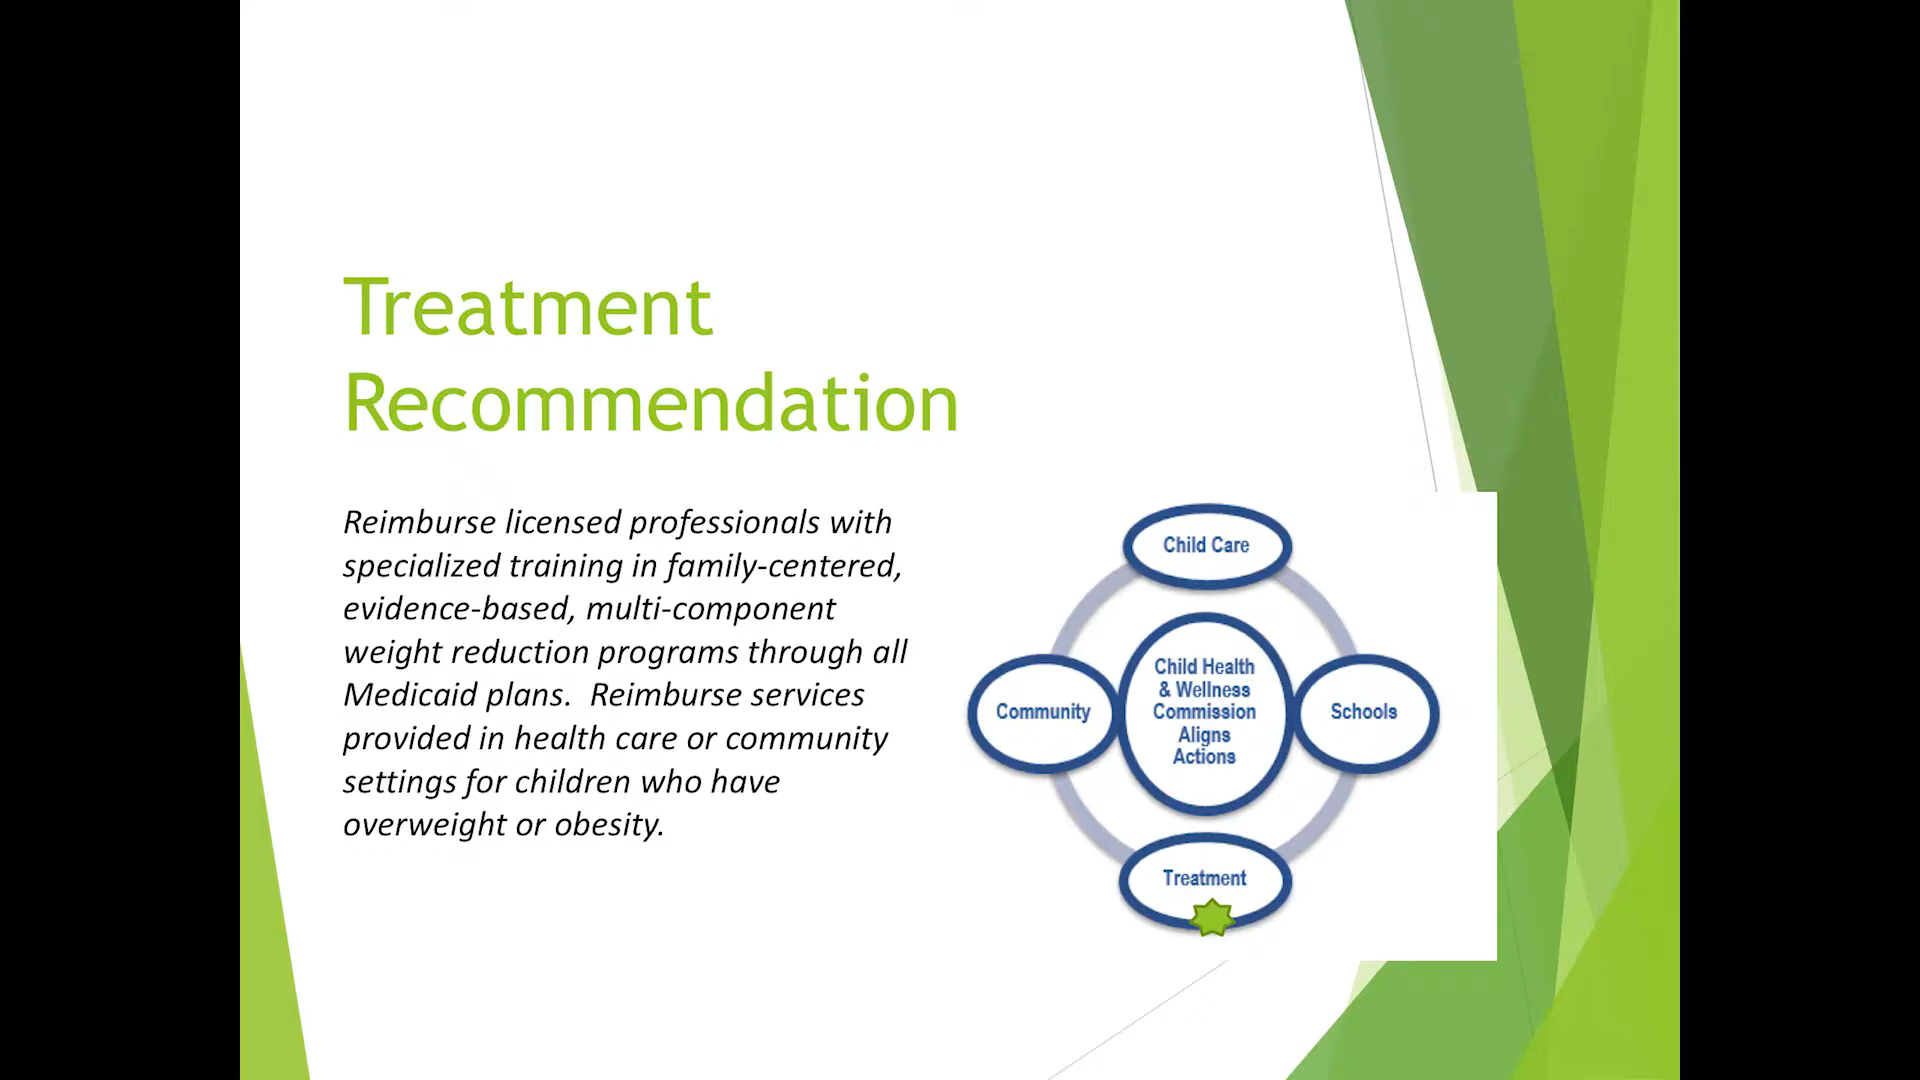 Treatment
Recommendation
Reimburse licensed professionals with
specialized training in family-centered,
evidence-based, multi-component
weight reduction programs through all
Medicaid plans.  Reimburse services
provided in health care or community
settings for children who have
overweight or obesity.
Child Care
Community
Child Health
& Wellness
Commission
Aligns
Actions
Schools
Treatment